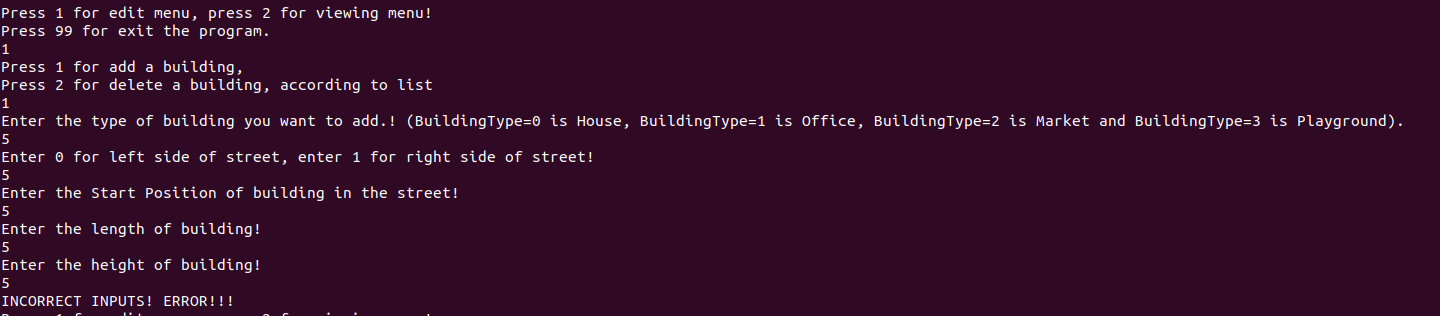 Press 1 for edit menu, press 2 for viewing menu!
Press 99 for exit the program.
1
Press 1 for add a building,
Press 2 for delete a building, according to list
1
Enter the type of building you want to add.! (BuildingType=0 is House, BuildingType=1 is Office, BuildingType=2 is Market and BuildingType=3 is Playground).
5
Enter 0 for left side of street, enter 1 for right side of street!
5
Enter the Start Position of building in the street!
5
Enter the length of building!
5
Enter the height of building!
5
INCORRECT INPUTS! ERROR!!!